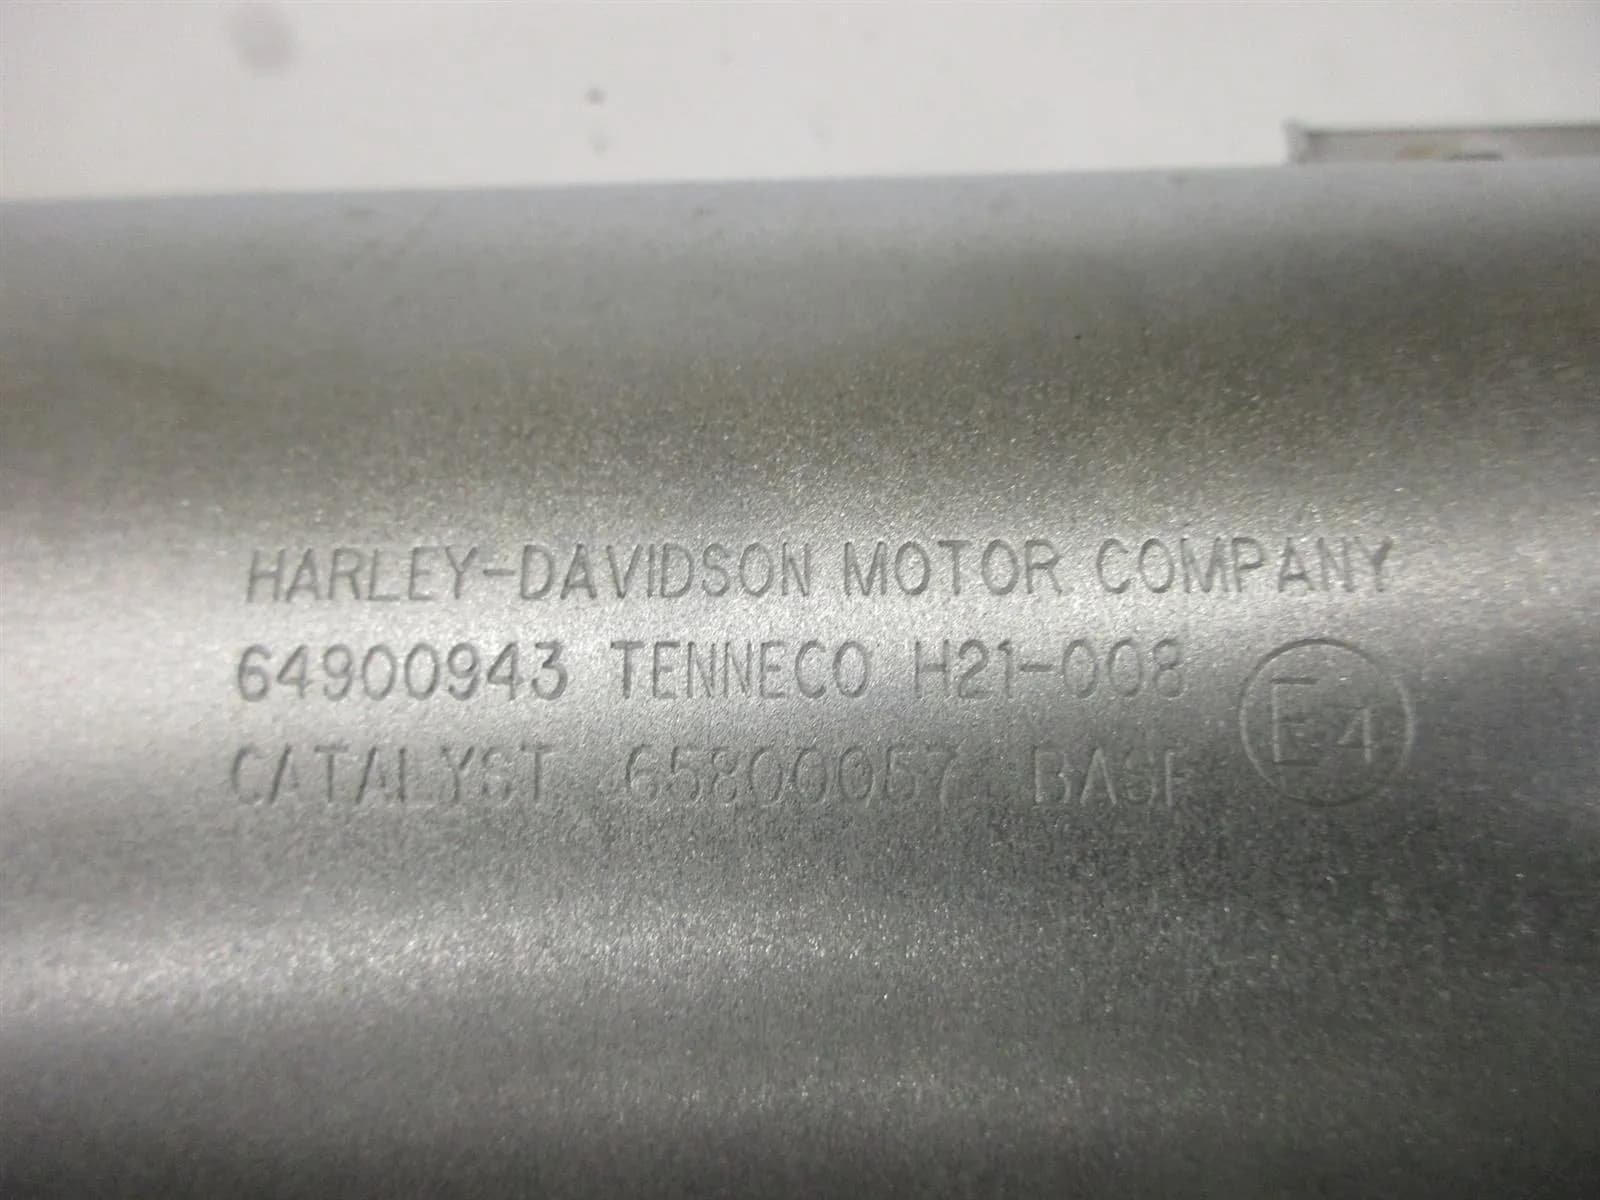 HARLEY-DAVIDSON MOTOR COMPANY
64900943 TENNECO H21-008
CATALYST 65800057 BASF
E4